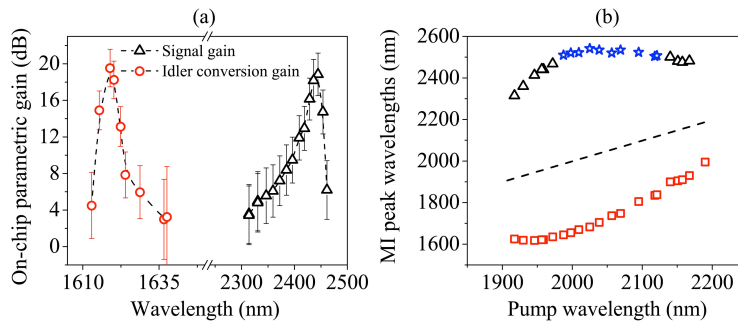 (a)
On-chip parametric gain (dB)
20
16
12
8
4
0
Signal gain
Idler conversion gain
1610 1635 2300 2400 2500
Wavelength (nm)
(b)
MI peak wavelengths (nm)
2600
2400
2200
2000
1800
1600
1900 2000 2100 2200
Pump wavelength (nm)